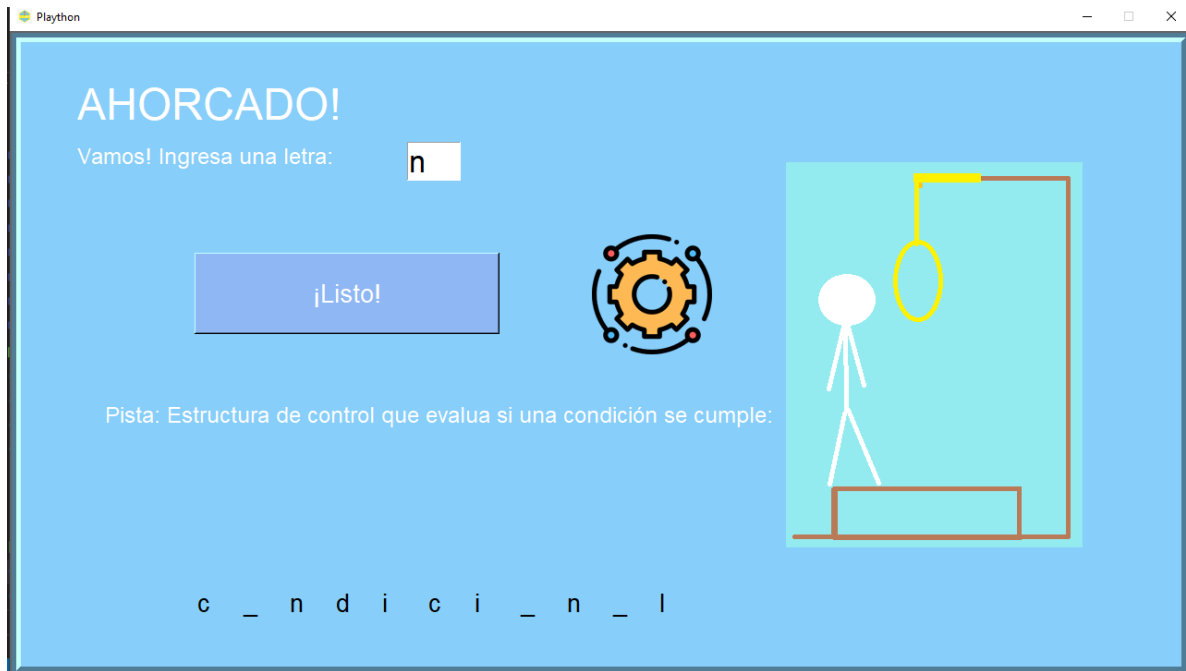 Plaython
AHORCADO!
Vamos! Ingresa una letra:
n
¡Listo!
Pista: Estructura de control que evalua si una condición se cumple:
c _ n d i c i _ n _ l